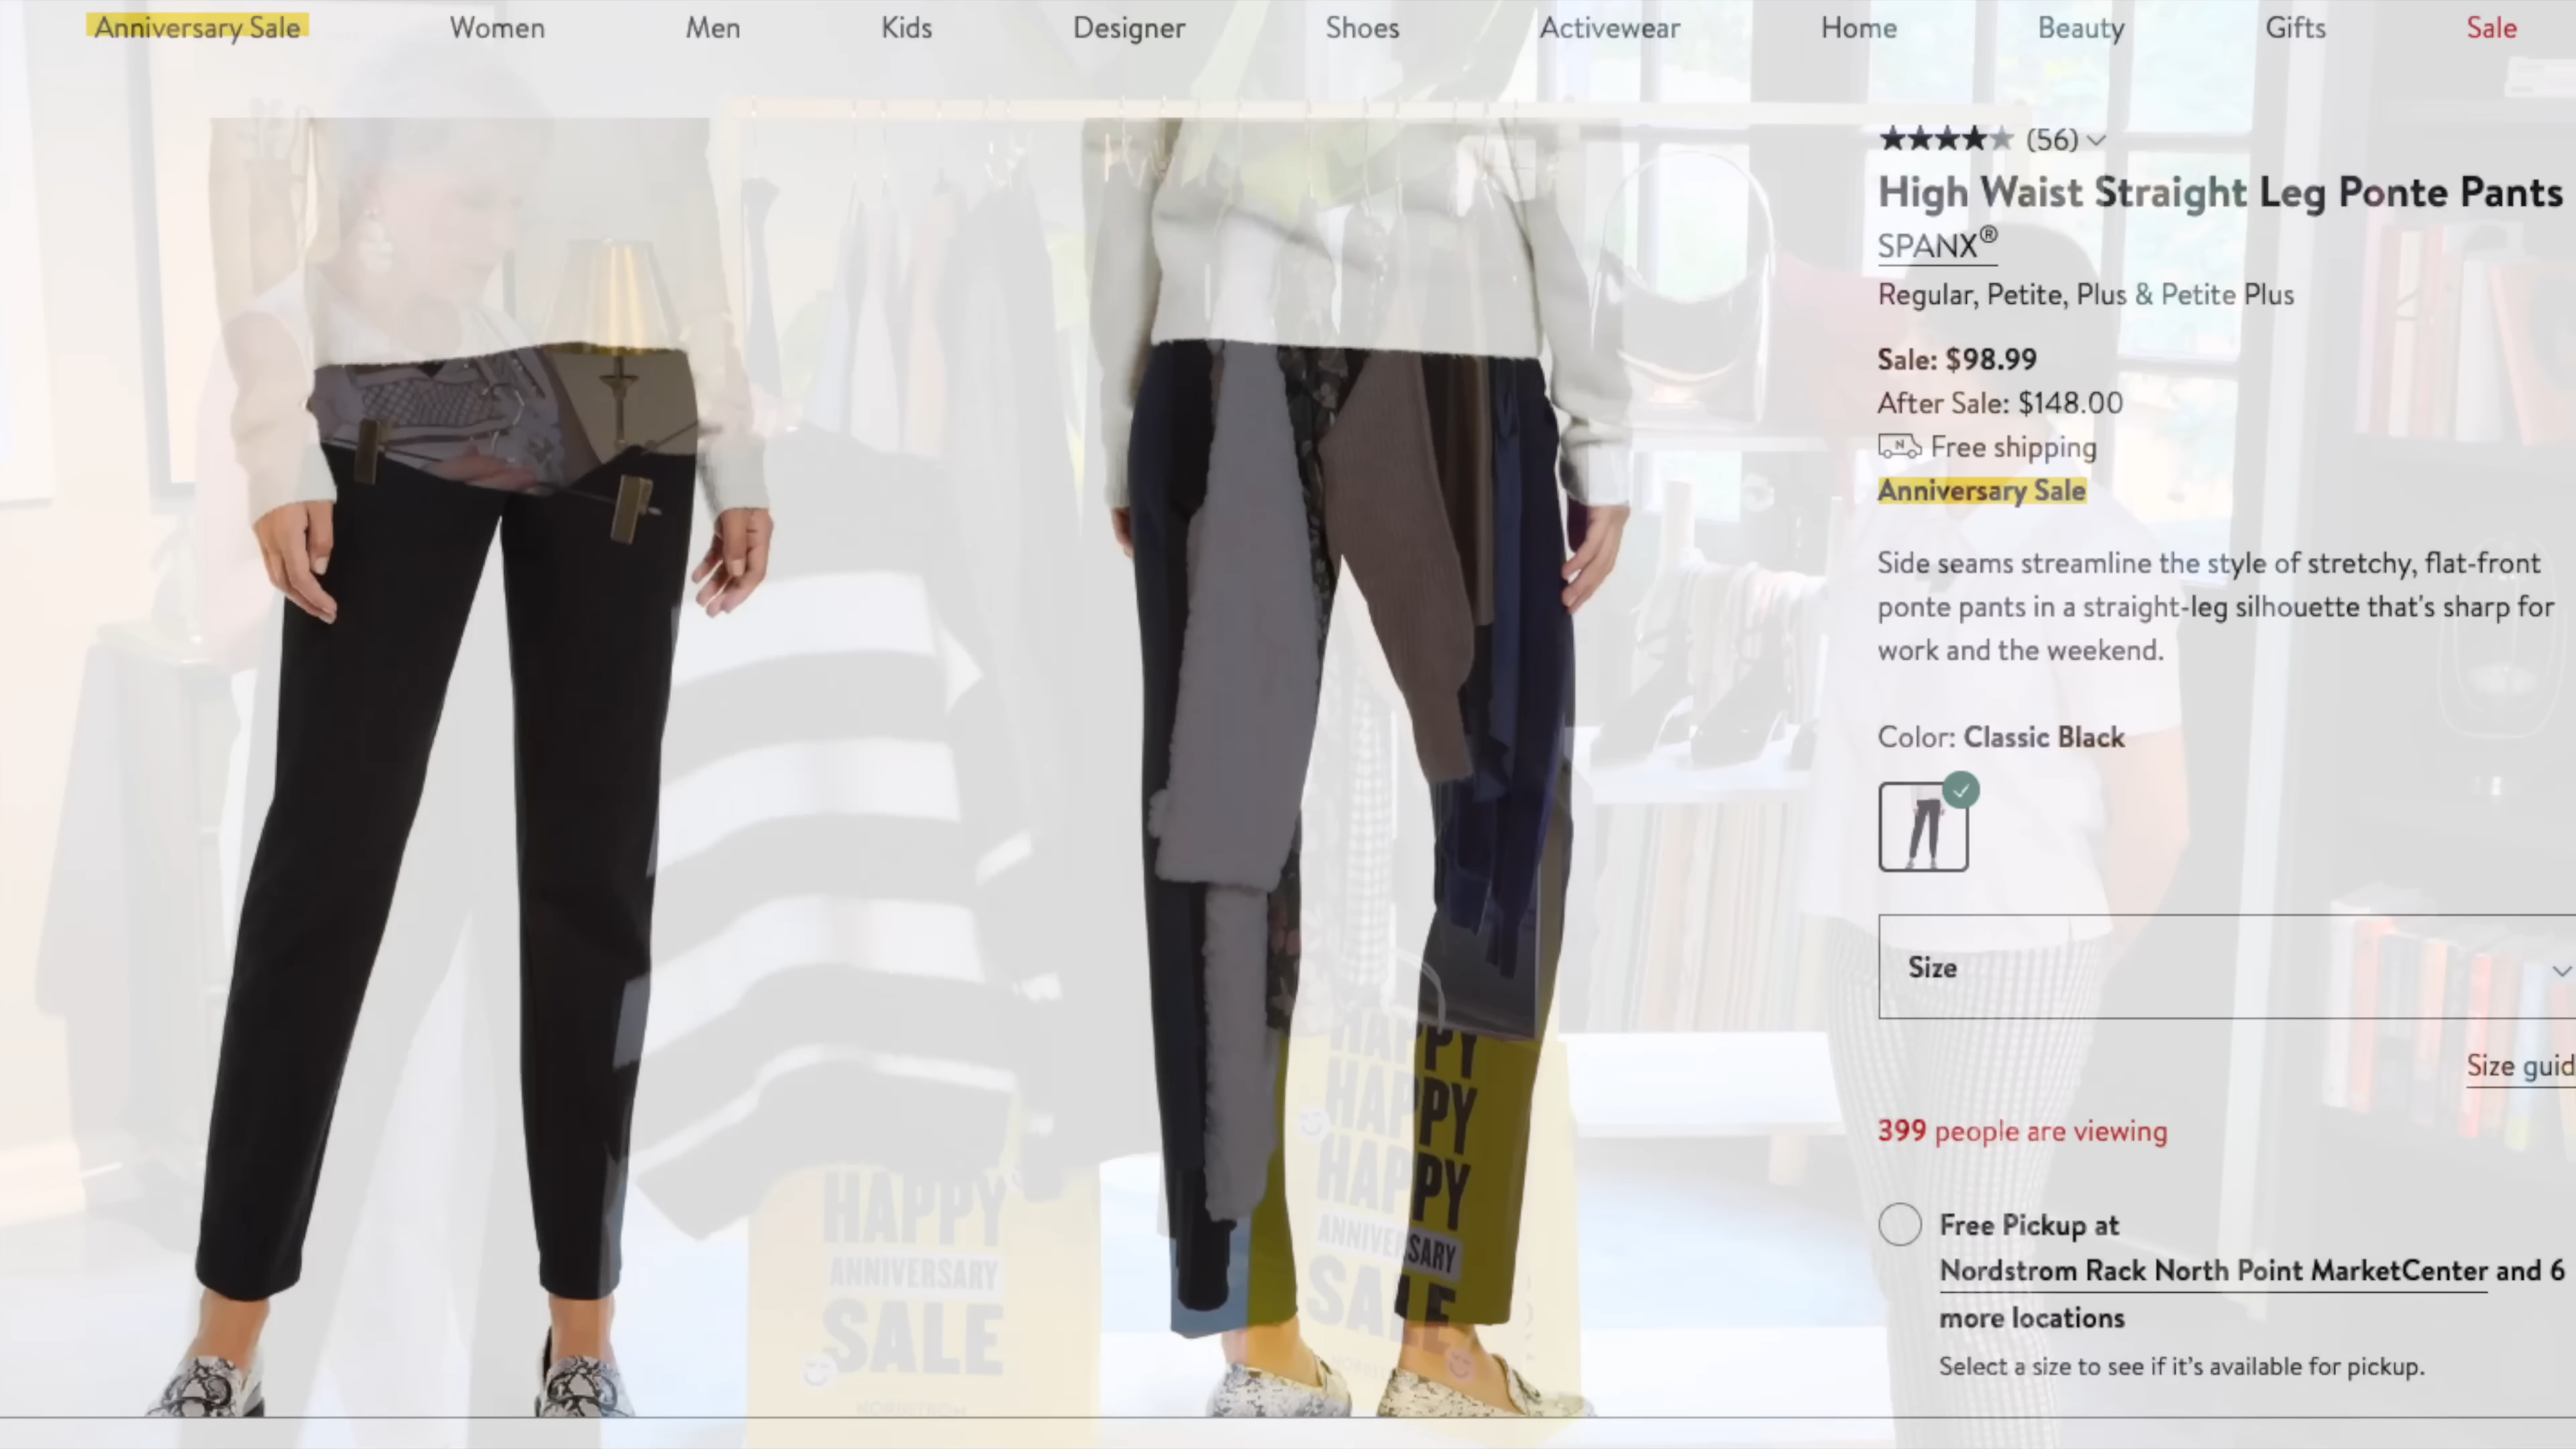 Anniversary Sale Women Men Kids Designer Shoes Activewear Home Beauty Gifts Sale
(56)
High Waist Straight Leg Ponte Pants
SPANX®
Regular, Petite, Plus & Petite Plus
Sale: $98.99
After Sale: $148.00
N Free shipping
Anniversary Sale
Side seams streamline the style of stretchy, flat-front
ponte pants in a straight-leg silhouette that's sharp for
work and the weekend.
Color: Classic Black
Size
Size guid
399 people are viewing
Free Pickup at
Nordstrom Rack North Point MarketCenter and 6
more locations
Select a size to see if it's available for pickup.
HAPPY
ANNIVERSARY
SALE
NORDSTROM
HAPPY
HAPPY
HAPPY
ANNIVERSARY
SALE